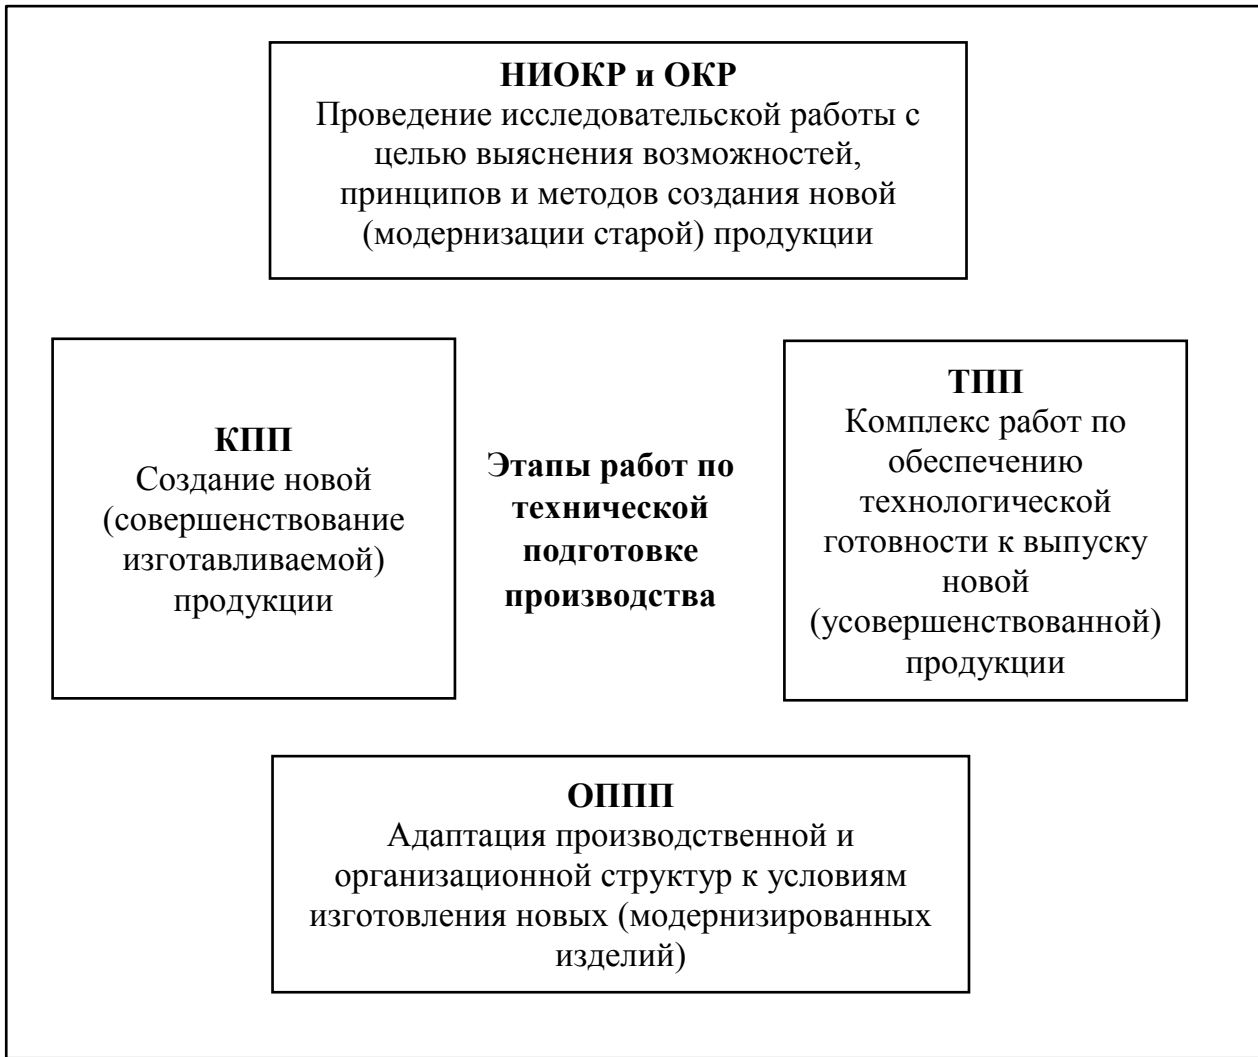 НИОКР и ОКР
Проведение исследовательской работы с
целью выяснения возможностей,
принципов и методов создания новой
(модернизации старой) продукции
КПП
Создание новой
(совершенствование
изготавливаемой)
продукции
Этапы работ по
технической
подготовке
производства
ТПП
Комплекс работ по
обеспечению
технологической
готовности к выпуску
новой
(усовершенствованной)
продукции
ОППП
Адаптация производственной и
организационной структур к условиям
изготовления новых (модернизированных
изделий)